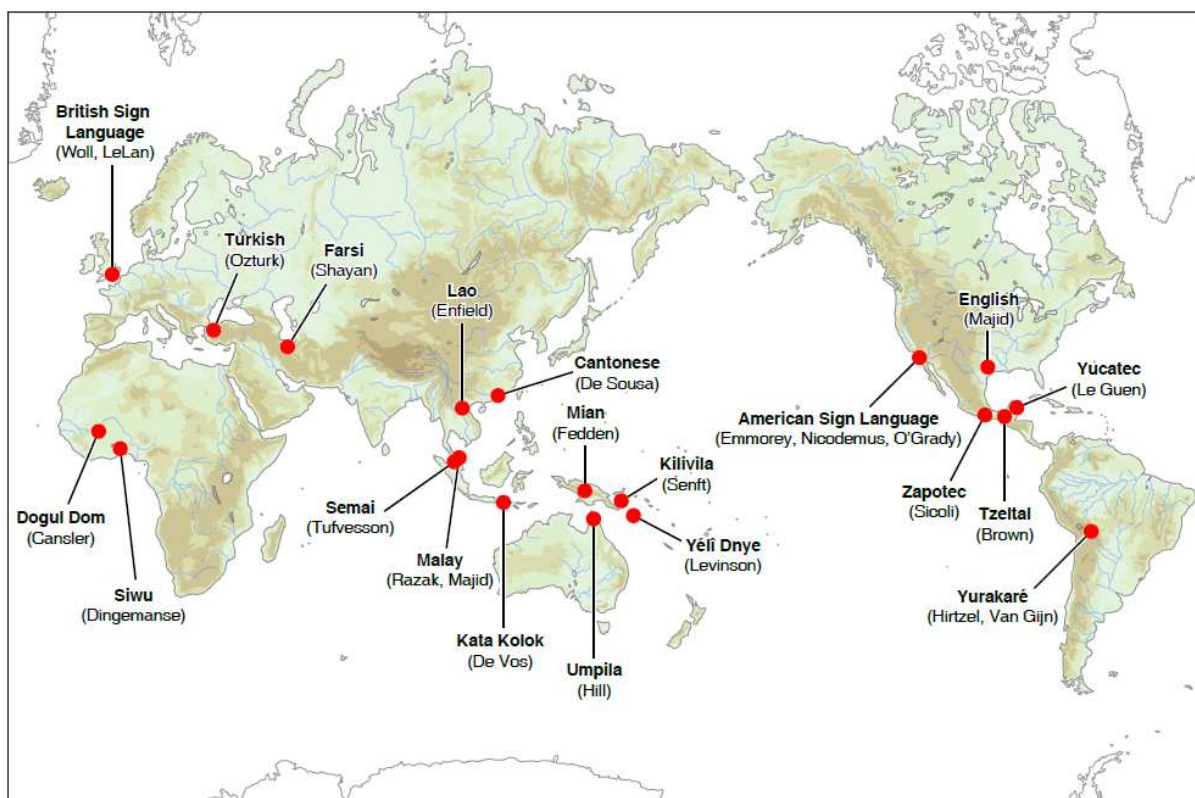 British Sign
Language
(Woll, LeLan)
Turkish
(Ozturk)
Farsi
(Shayan)
Lao
(Enfield)
Cantonese
(De Sousa)
Mian
(Fedden)
Kilivila
(Senft)
Yélî Dnye
(Levinson)
Semai
(Tufvesson)
Malay
(Razak, Majid)
Kata Kolok
(De Vos)
Umpila
(Hill)
Dogul Dom
(Cansler)
Siwu
(Dingemanse)
English
(Majid)
Yucatec
(Le Guen)
American Sign Language
(Emmorey, Nicodemus, O'Grady)
Zapotec
(Sicoli)
Tzeltal
(Brown)
Yurakaré
(Hirtzel, Van Gijn)